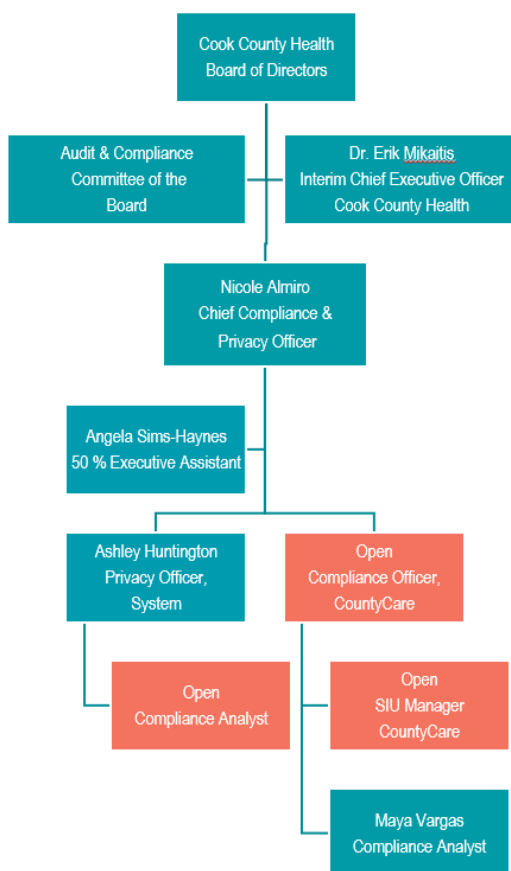 Cook County Health
Board of Directors
Audit & Compliance
Committee of the
Board
Dr. Erik Mikaitis
Interim Chief Executive Officer
Cook County Health
Nicole Almiro
Chief Compliance &
Privacy Officer
Angela Sims-Haynes
50 % Executive Assistant
Ashley Huntington
Privacy Officer,
System
Open
Compliance Officer,
CountyCare
Open
Compliance Analyst
Open
SIU Manager
CountyCare
Maya Vargas
Compliance Analyst